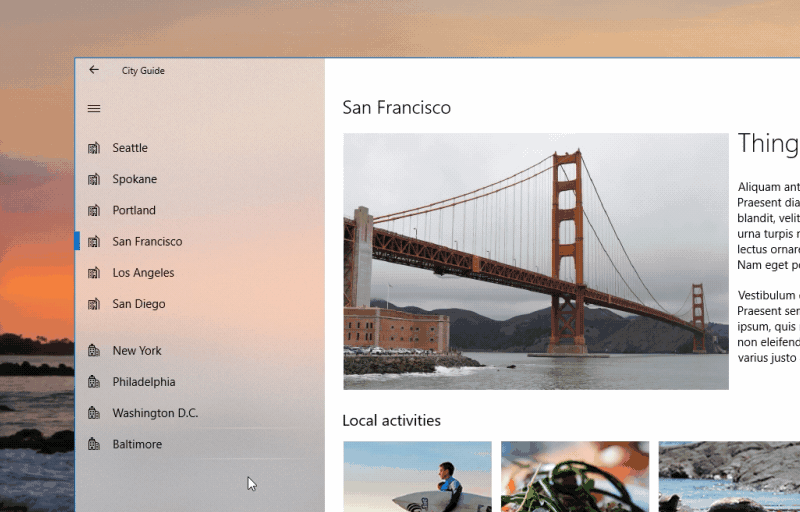 City Guide
Seattle
Spokane
Portland
San Francisco
Los Angeles
San Diego
New York
Philadelphia
Washington D.C.
Baltimore
San Francisco
Thing
Aliquam ant
Praesent dia
blandit, velit
urna turpis
lectus ornar
Nam eget p
Vestibulum
Praesent se
ipsum, quis
non eleifend
varius justo
Local activities